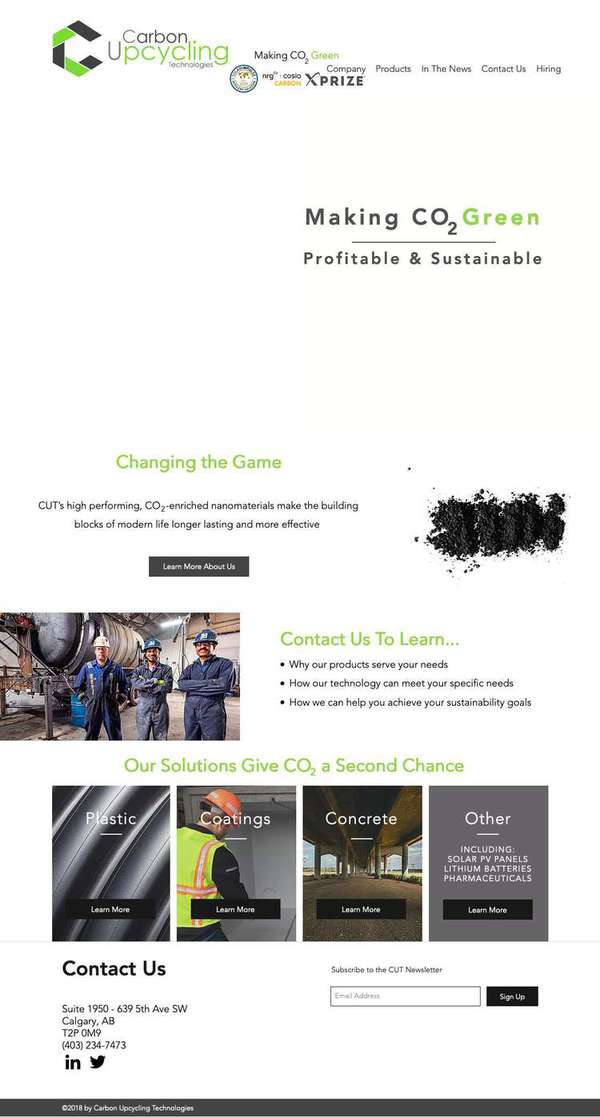 Carbon
Upcycling
Technologies
Making CO2 Green
nrg cosia
CARBON
XPRIZE
Company Products In The News Contact Us Hiring
Making CO2 Green
Profitable & Sustainable
Changing the Game
CUT's high performing, CO2-enriched nanomaterials make the building
blocks of modern life longer lasting and more effective
Learn More About Us
Contact Us To Learn...
• Why our products serve your needs
• How our technology can meet your specific needs
• How we can help you achieve your sustainability goals
Our Solutions Give CO2 a Second Chance
Plastic
Learn More
Coatings
Learn More
Concrete
Learn More
Other
INCLUDING:
SOLAR PV PANELS
LITHIUM BATTERIES
PHARMACEUTICALS
Learn More
Contact Us
Suite 1950 - 639 5th Ave SW
Calgary, AB
T2P 0M9
(403) 234-7473
Subscribe to the CUT Newsletter
Email Address
Sign Up
©2018 by Carbon Upcycling Technologies